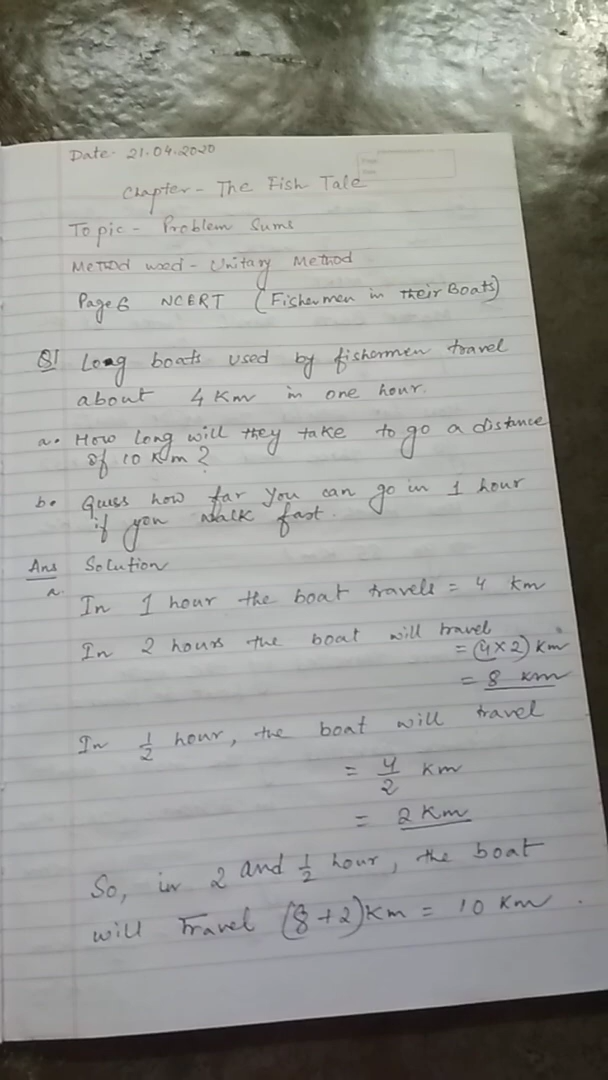 Date- 21.04.2020
Chapter- The Fish Tale
Topic- Problem Sums
Method used- Unitary Method
Page 6 NCERT (Fishermen in their Boats)
Q1 Long boats used by fishermen travel
about 4 Km in one hour.
a. How long will they take to go a distance
of 10 Km?
b. Guess how far you can go in 1 hour
if you walk fast.
Ans Solution
a. In 1 hour the boat travels = 4 Km
In 2 hours the boat will travel
= (4×2) Km
= 8 Km
In 1/2 hour, the boat will travel
= 4/2 Km
= 2 Km
So, in 2 and 1/2 hour, the boat
will Travel (8+2)Km = 10 Km.